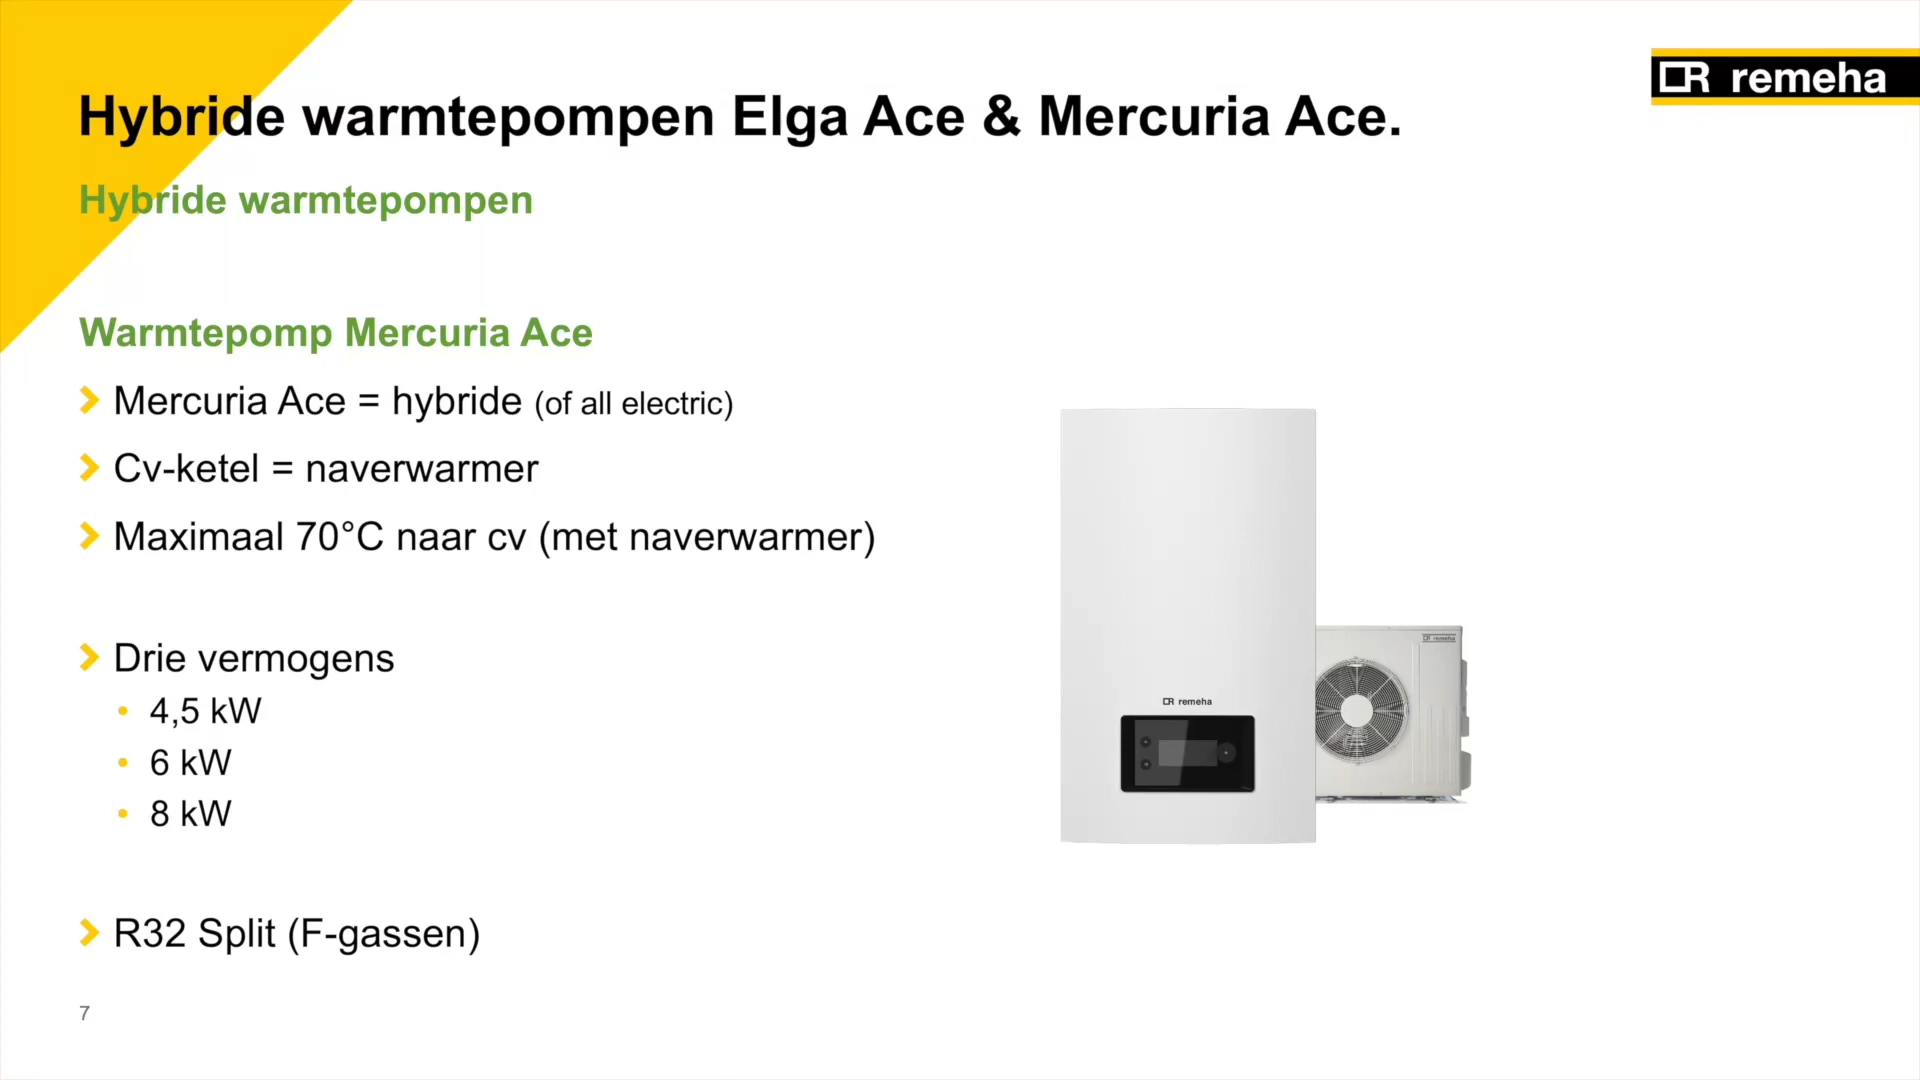 remeha
Hybride warmtepompen Elga Ace & Mercuria Ace.
Hybride warmtepompen
Warmtepomp Mercuria Ace
Mercuria Ace = hybride (of all electric)
Cv-ketel = naverwarmer
Maximaal 70°C naar cv (met naverwarmer)
Drie vermogens
• 4,5 kW
• 6 kW
• 8 kW
R32 Split (F-gassen)
remeha
remeha
7